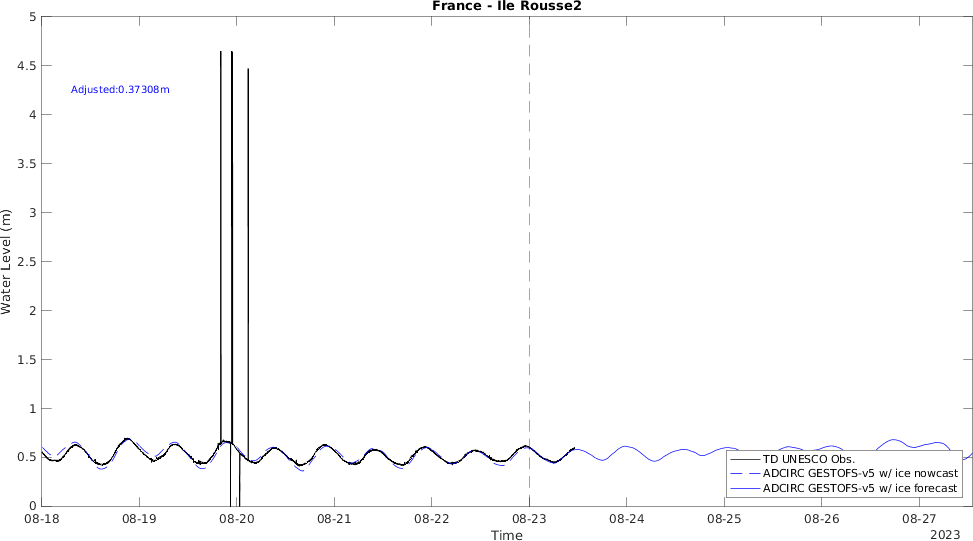 France - Ile Rousse2
5
4.5
Adjusted:0.37308m
4
3.5
3
2.5
2
1.5
1
0.5
0
Water Level (m)
TD UNESCO Obs.
ADCIRC GESTOFS-v5 w/ ice nowcast
ADCIRC GESTOFS-v5 w/ ice forecast
08-18 08-19 08-20 08-21 08-22 08-23 08-24 08-25 08-26 08-27
Time
2023